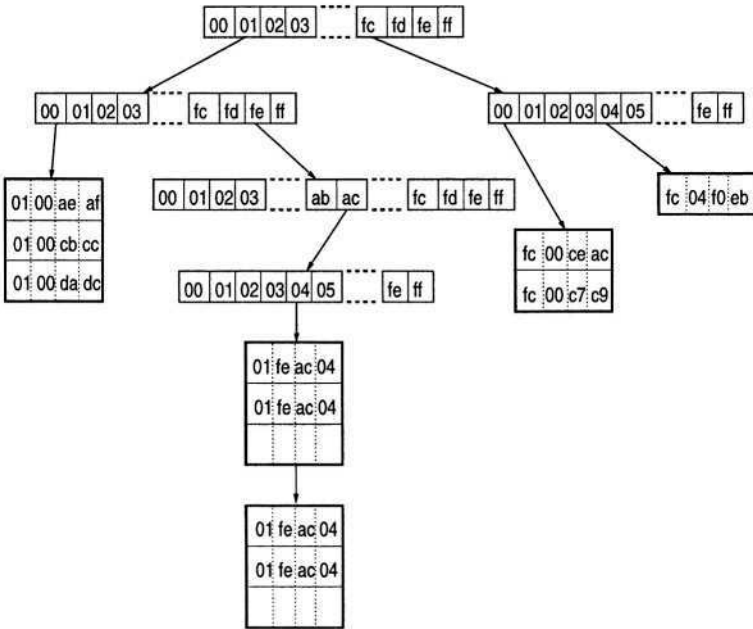 00 01 02 03 fc fd fe ff
00 01 02 03 fc fd fe ff 00 01 02 03 04 05 fe ff
00 01 02 03 ab ac fc fd fe ff
01 00 ae af
01 00 cb cc
01 00 da dc
fc 04 f0 eb
fc 00 ce ac
fc 00 c7 c9
00 01 02 03 04 05 fe ff
01 fe ac 04
01 fe ac 04
01 fe ac 04
01 fe ac 04